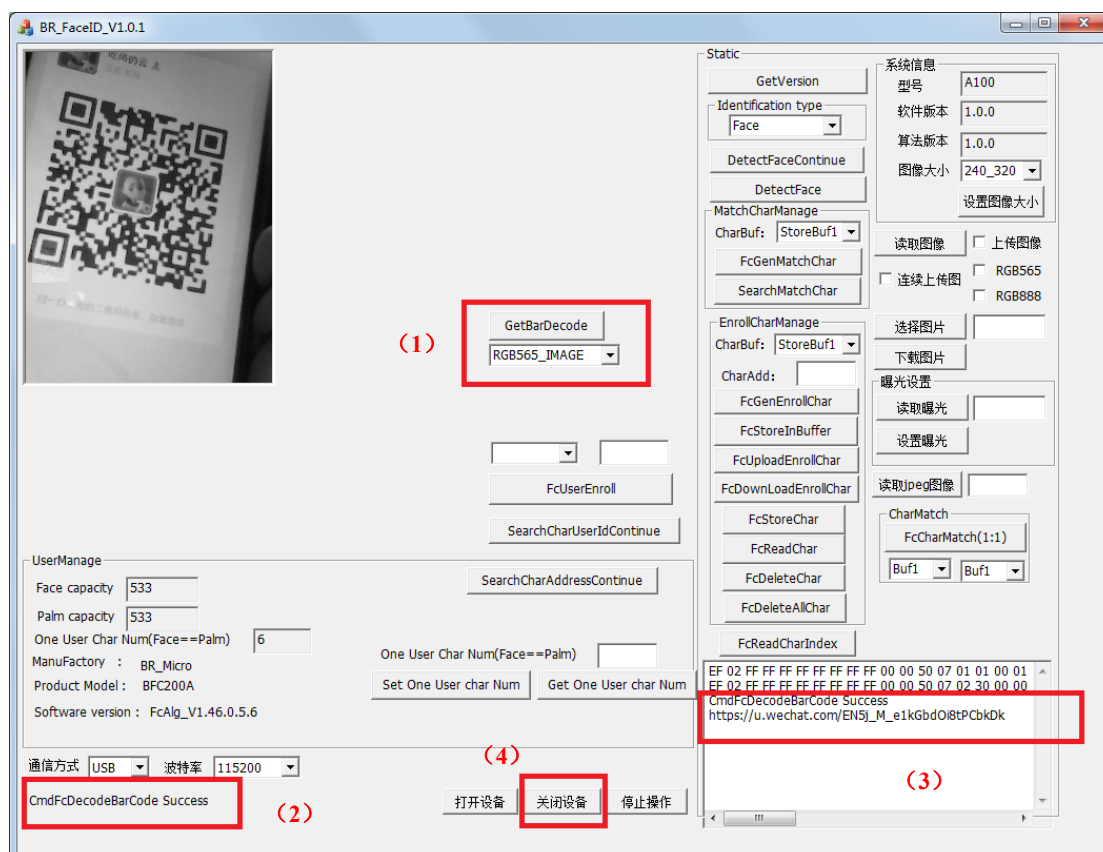 BR_FaceID_V1.0.1
Static
GetVersion
Identification type
Face
DetectFaceContinue
DetectFace
MatchCharManage
CharBuf: StoreBuf1
FcGenMatchChar
SearchMatchChar
EnrollCharManage
CharBuf: StoreBuf1
CharAdd:
FcGenEnrollChar
FcStoreInBuffer
FcUploadEnrollChar
FcDownLoadEnrollChar
FcStoreChar
FcReadChar
FcDeleteChar
FcDeleteAllChar
FcReadCharIndex
系统信息
型号 A100
软件版本 1.0.0
算法版本 1.0.0
图像大小 240_320
设置图像大小
读取图像 上传图像
连续上传图 RGB565
RGB888
选择图片
下载图片
曝光设置
读取曝光
设置曝光
读取jpeg图像
CharMatch
FcCharMatch(1:1)
Buf1 Buf1
(1)
GetBarDecode
RGB565_IMAGE
FcUserEnroll
SearchCharUserIdContinue
UserManage
Face capacity 533
SearchCharAddressContinue
Palm capacity 533
One User Char Num(Face==Palm) 6
ManuFactory : BR_Micro
Product Model : BFC200A
Software version : FcAlg_V1.46.0.5.6
One User Char Num(Face==Palm)
Set One User char Num Get One User char Num
EF 02 FF FF FF FF FF FF FF FF 00 00 50 07 01 01 00 01
EF 02 FF FF FF FF FF FF FF FF 00 00 50 07 02 30 00 00
CmdFcDecodeBarCode Success
https://u.wechat.com/EN5j_M_e1kGbdOi8tPCbkDk
(3)
通信方式 USB 波特率 115200
(4)
CmdFcDecodeBarCode Success
(2)
打开设备 关闭设备 停止操作